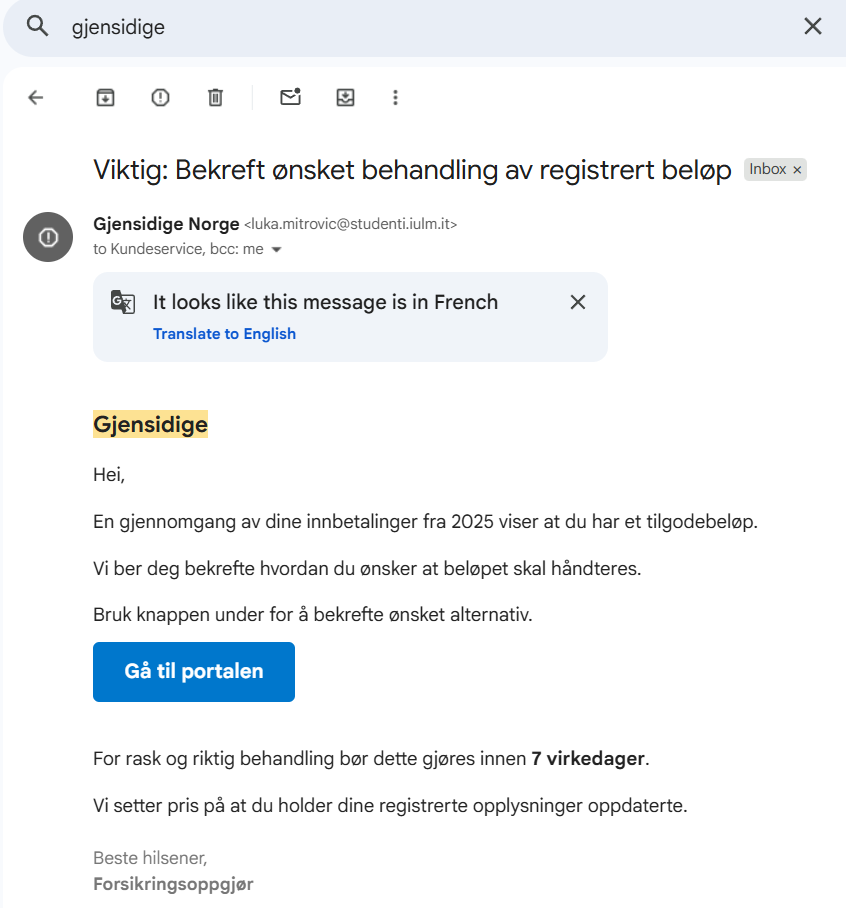 gjensidige
Viktig: Bekreft ønsket behandling av registrert beløp Inbox ×
Gjensidige Norge <luka.mitrovic@studenti.iulm.it>
to Kundeservice, bcc: me
It looks like this message is in French
Translate to English
Gjensidige
Hei,
En gjennomgang av dine innbetalinger fra 2025 viser at du har et tilgodebeløp.
Vi ber deg bekrefte hvordan du ønsker at beløpet skal håndteres.
Bruk knappen under for å bekrefte ønsket alternativ.
Gå til portalen
For rask og riktig behandling bør dette gjøres innen 7 virkedager.
Vi setter pris på at du holder dine registrerte opplysninger oppdaterte.
Beste hilsener,
Forsikringsoppgjør